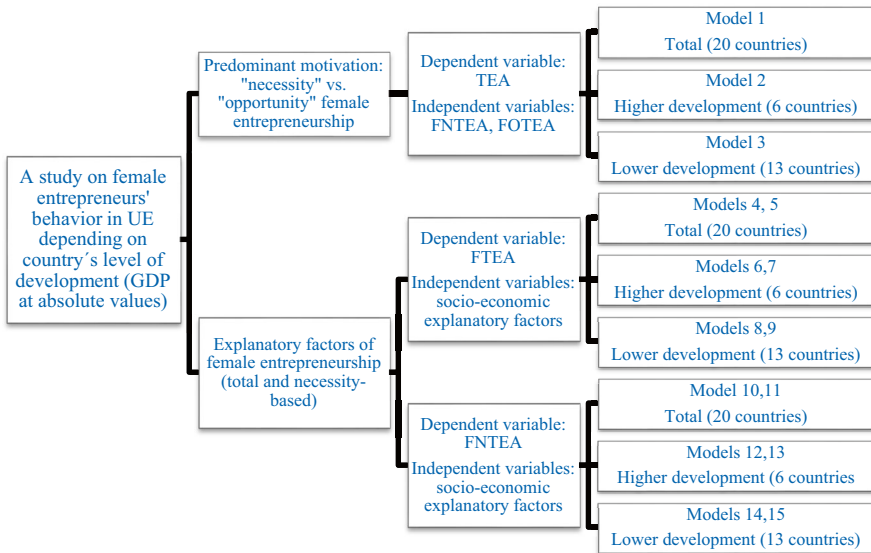 A study on female
entrepreneurs'
behavior in UE
depending on
country´s level of
development (GDP
at absolute values)
Predominant motivation:
"necessity" vs.
"opportunity" female
entrepreneurship
Dependent variable:
TEA
Independent variables:
FNTEA, FOTEA
Model 1
Total (20 countries)
Model 2
Higher development (6 countries)
Model 3
Lower development (13 countries)
Explanatory factors of
female entrepreneurship
(total and necessity-
based)
Dependent variable:
FTEA
Independent variables:
socio-economic
explanatory factors
Models 4, 5
Total (20 countries)
Models 6,7
Higher development (6 countries)
Models 8,9
Lower development (13 countries)
Dependent variable:
FNTEA
Independent variables:
socio-economic
explanatory factors
Model 10,11
Total (20 countries)
Models 12,13
Higher development (6 countries
Models 14,15
Lower development (13 countries)